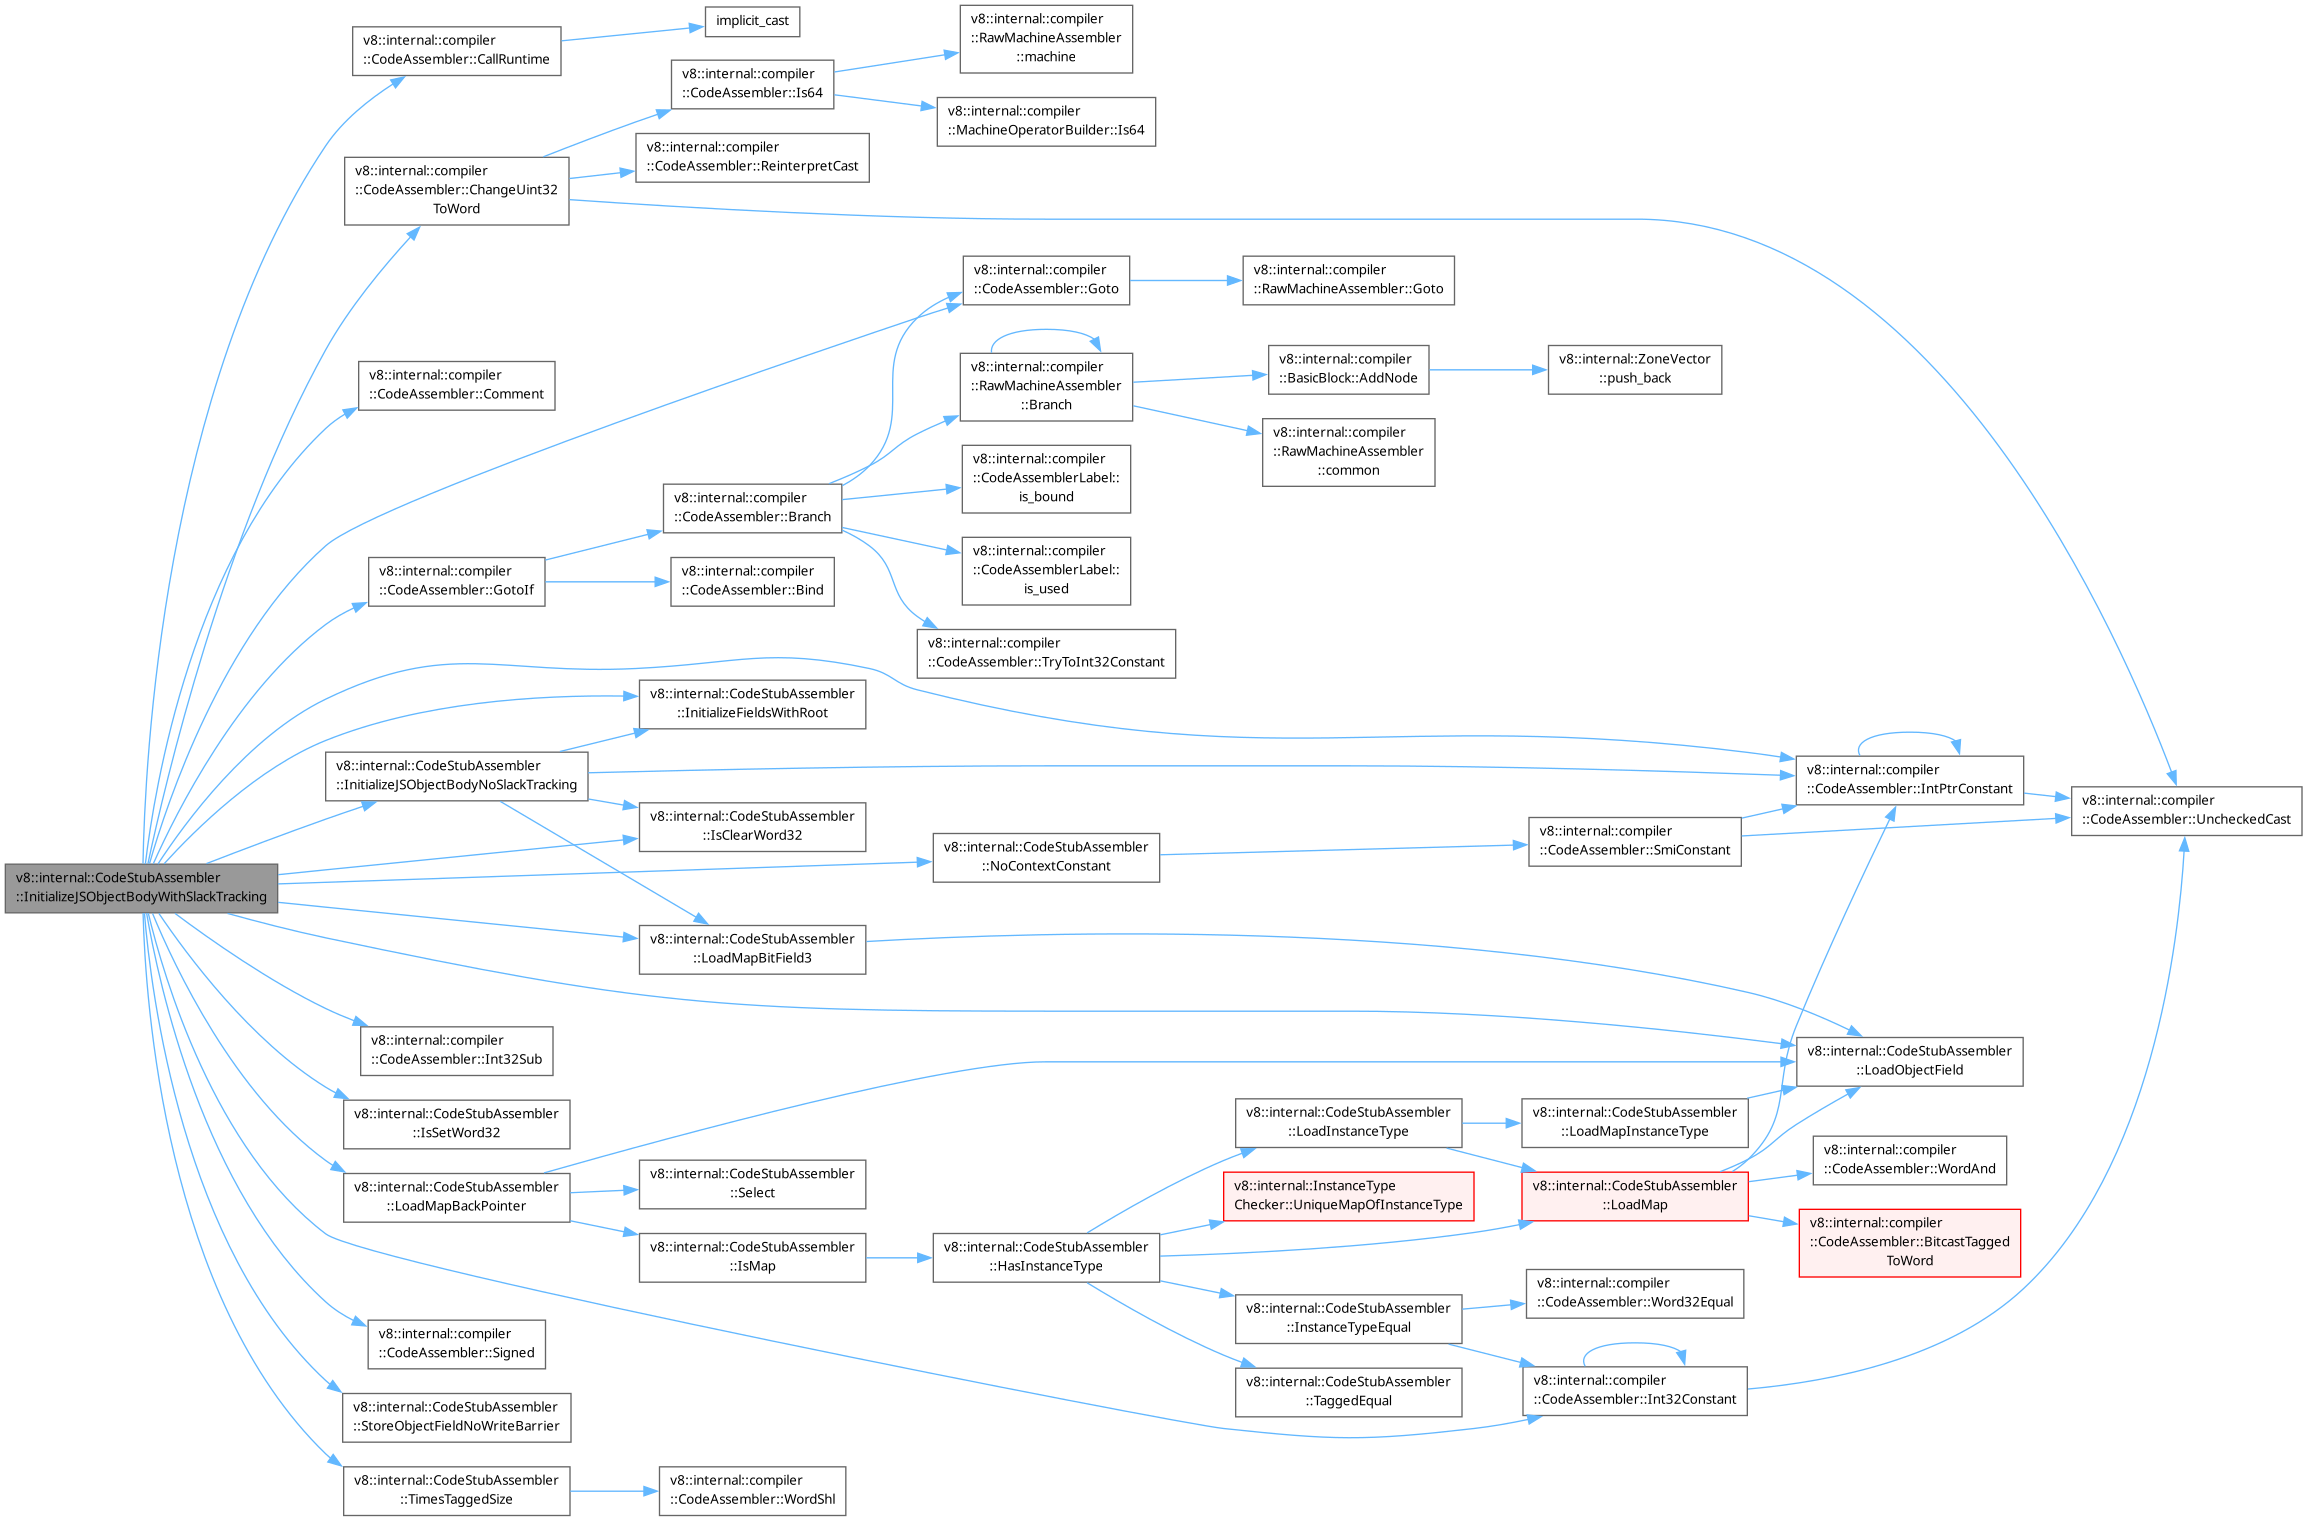 v8::internal::CodeStubAssembler
::InitializeJSObjectBodyWithSlackTracking
v8::internal::compiler
::CodeAssembler::CallRuntime
implicit_cast
v8::internal::compiler
::CodeAssembler::ChangeUint32
ToWord
v8::internal::compiler
::CodeAssembler::Is64
v8::internal::compiler
::RawMachineAssembler
::machine
v8::internal::compiler
::MachineOperatorBuilder::Is64
v8::internal::compiler
::CodeAssembler::ReinterpretCast
v8::internal::compiler
::CodeAssembler::UncheckedCast
v8::internal::compiler
::CodeAssembler::Comment
v8::internal::compiler
::CodeAssembler::Goto
v8::internal::compiler
::RawMachineAssembler::Goto
v8::internal::compiler
::CodeAssembler::GotoIf
v8::internal::compiler
::CodeAssembler::Branch
v8::internal::compiler
::RawMachineAssembler
::Branch
v8::internal::compiler
::BasicBlock::AddNode
v8::internal::ZoneVector
::push_back
v8::internal::compiler
::RawMachineAssembler
::common
v8::internal::compiler
::CodeAssemblerLabel::
is_bound
v8::internal::compiler
::CodeAssemblerLabel::
is_used
v8::internal::compiler
::CodeAssembler::TryToInt32Constant
v8::internal::compiler
::CodeAssembler::Bind
v8::internal::CodeStubAssembler
::InitializeFieldsWithRoot
v8::internal::CodeStubAssembler
::InitializeJSObjectBodyNoSlackTracking
v8::internal::compiler
::CodeAssembler::IntPtrConstant
v8::internal::CodeStubAssembler
::IsClearWord32
v8::internal::CodeStubAssembler
::NoContextConstant
v8::internal::compiler
::CodeAssembler::SmiConstant
v8::internal::CodeStubAssembler
::LoadMapBitField3
v8::internal::CodeStubAssembler
::LoadObjectField
v8::internal::compiler
::CodeAssembler::Int32Sub
v8::internal::CodeStubAssembler
::IsSetWord32
v8::internal::CodeStubAssembler
::LoadMapBackPointer
v8::internal::CodeStubAssembler
::Select
v8::internal::CodeStubAssembler
::IsMap
v8::internal::CodeStubAssembler
::HasInstanceType
v8::internal::CodeStubAssembler
::LoadInstanceType
v8::internal::CodeStubAssembler
::LoadMapInstanceType
v8::internal::InstanceType
Checker::UniqueMapOfInstanceType
v8::internal::CodeStubAssembler
::LoadMap
v8::internal::compiler
::CodeAssembler::WordAnd
v8::internal::compiler
::CodeAssembler::BitcastTagged
ToWord
v8::internal::CodeStubAssembler
::InstanceTypeEqual
v8::internal::compiler
::CodeAssembler::Word32Equal
v8::internal::CodeStubAssembler
::TaggedEqual
v8::internal::compiler
::CodeAssembler::Int32Constant
v8::internal::compiler
::CodeAssembler::Signed
v8::internal::CodeStubAssembler
::StoreObjectFieldNoWriteBarrier
v8::internal::CodeStubAssembler
::TimesTaggedSize
v8::internal::compiler
::CodeAssembler::WordShl